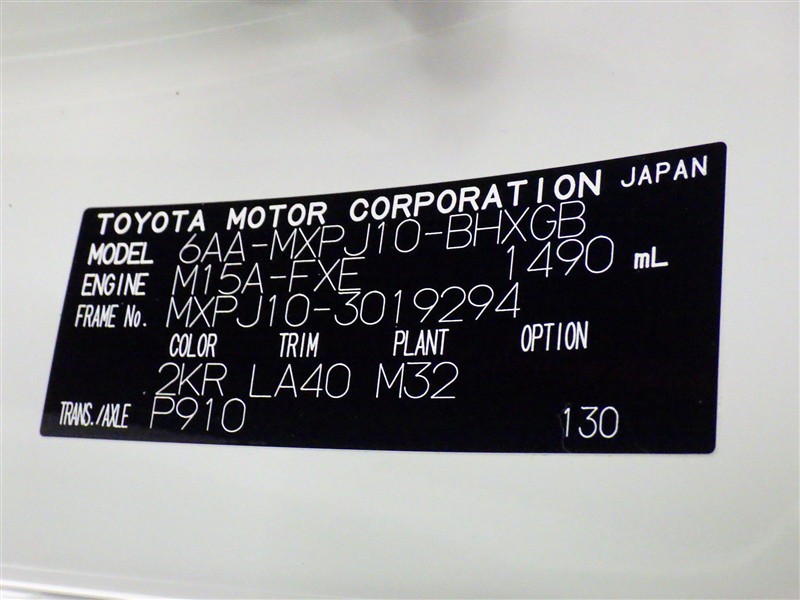 TOYOTA MOTOR CORPORATION JAPAN
MODEL 6AA-MXPJ10-BHXGB
ENGINE M15A-FXE 1490 mL
FRAME No. MXPJ10-3019294
COLOR TRIM PLANT OPTION
2KR LA40 M32
TRANS./AXLE P910 130